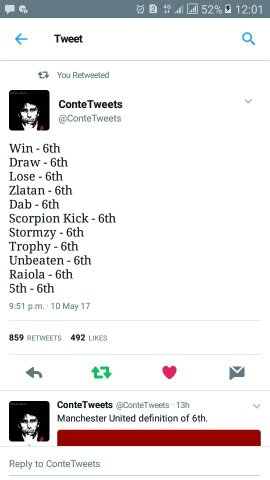 52% 12:01
Tweet
You Retweeted
ConteTweets
@ConteTweets
Win - 6th
Draw - 6th
Lose - 6th
Zlatan - 6th
Dab - 6th
Scorpion Kick - 6th
Stormzy - 6th
Trophy - 6th
Unbeaten - 6th
Raiola - 6th
5th - 6th
9:51 p.m. · 10 May 17
859 RETWEETS 492 LIKES
ConteTweets @ConteTweets · 13h
Manchester United definition of 6th.
Reply to ConteTweets